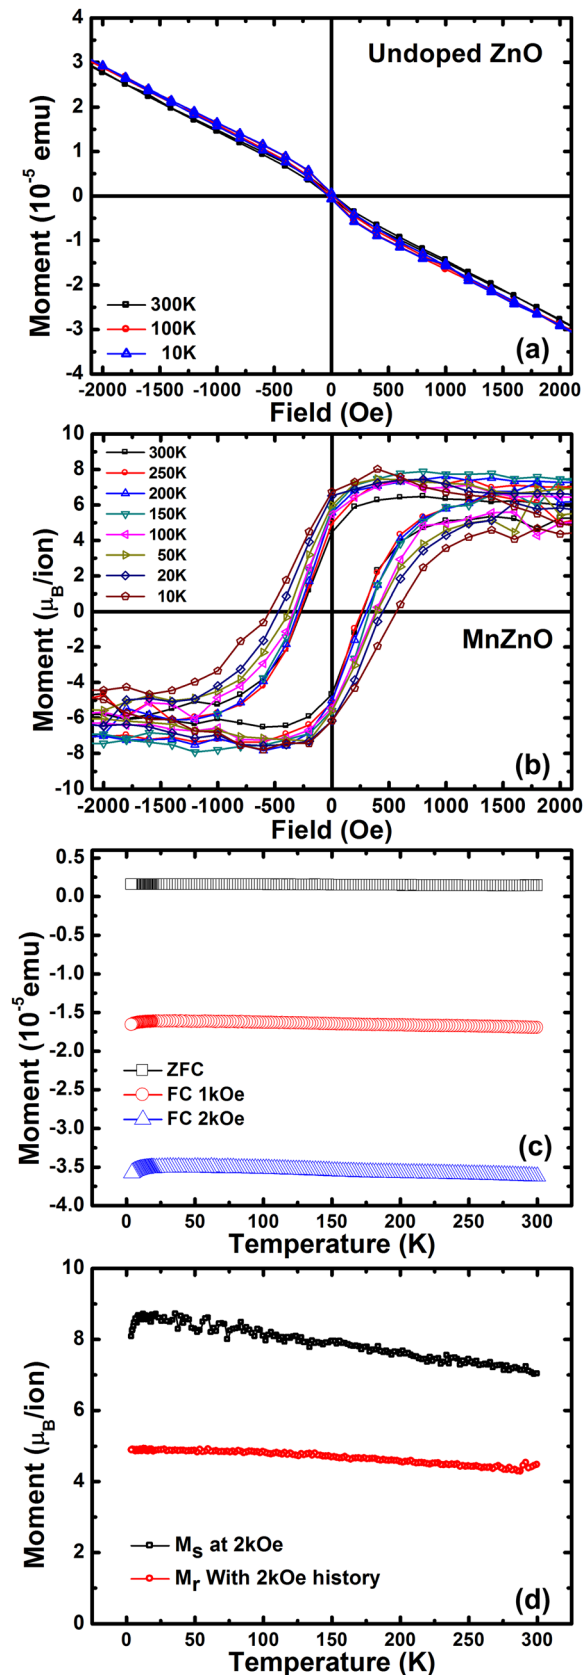 4
3
2
1
0
-1
-2
-3
-4
Moment (10⁻⁵ emu)
Undoped ZnO
300K
100K
10K
(a)
-2000 -1500 -1000 -500 0 500 1000 1500 2000
Field (Oe)
10
8
6
4
2
0
-2
-4
-6
-8
-10
Moment (μB/ion)
300K
250K
200K
150K
100K
50K
20K
10K
MnZnO
(b)
-2000 -1500 -1000 -500 0 500 1000 1500 2000
Field (Oe)
0.5
0.0
-0.5
-1.0
-1.5
-2.0
-2.5
-3.0
-3.5
-4.0
Moment (10⁻⁵emu)
ZFC
FC 1kOe
FC 2kOe
(c)
0 50 100 150 200 250 300
Temperature (K)
10
8
6
4
2
0
Moment (μB/ion)
Ms at 2kOe
Mr With 2kOe history
(d)
0 50 100 150 200 250 300
Temperature (K)